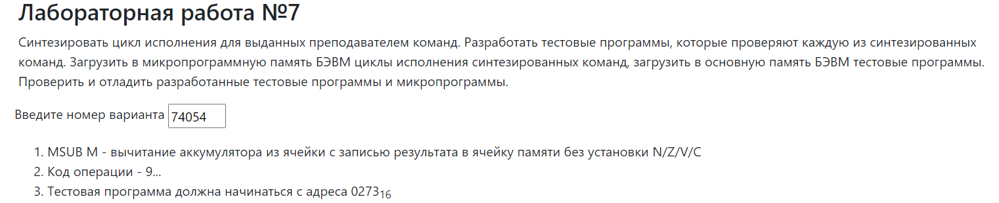 Лабораторная работа №7
Синтезировать цикл исполнения для выданных преподавателем команд. Разработать тестовые программы, которые проверяют каждую из синтезированных
команд. Загрузить в микропрограммную память БЭВМ циклы исполнения синтезированных команд, загрузить в основную память БЭВМ тестовые программы.
Проверить и отладить разработанные тестовые программы и микропрограммы.
Введите номер варианта 74054
1. MSUB M - вычитание аккумулятора из ячейки с записью результата в ячейку памяти без установки N/Z/V/C
2. Код операции - 9...
3. Тестовая программа должна начинаться с адреса 0273₁₆